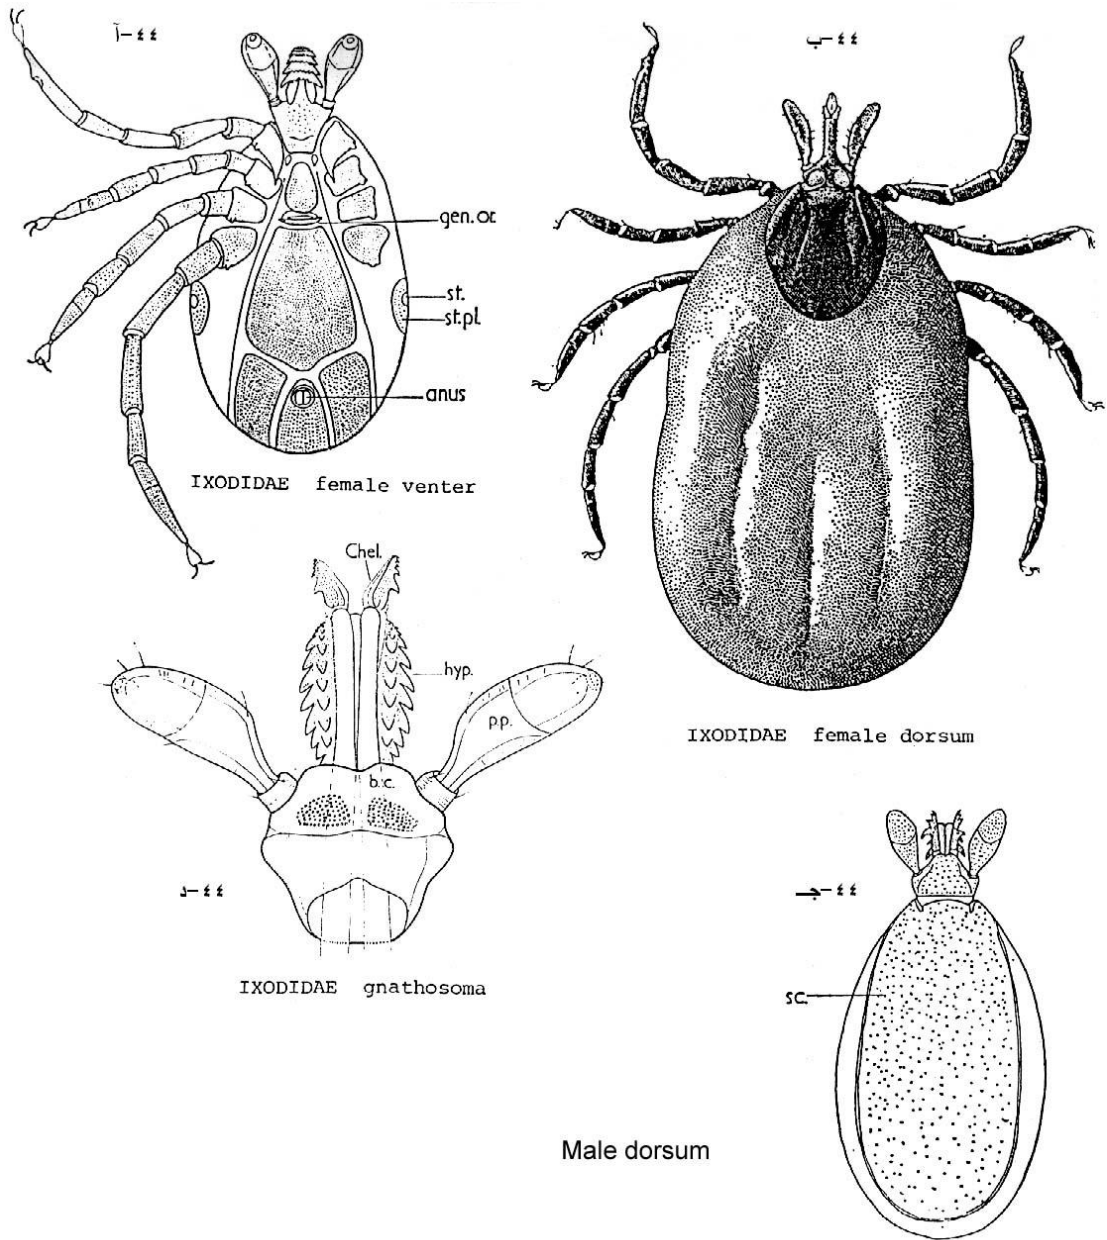 ٤٤-آ
٤٤-ب
gen. or.
st.
st.pl.
anus
IXODIDAE female venter
Chel.
hyp.
p.p.
b.c.
IXODIDAE female dorsum
٤٤-د
٤٤-جـ
IXODIDAE gnathosoma
sc.
Male dorsum